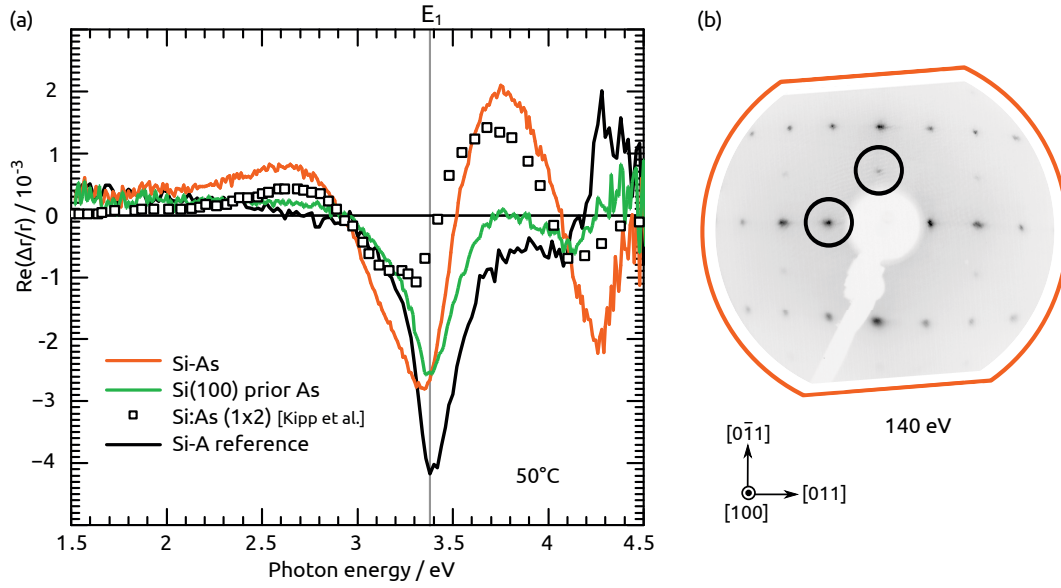 (a)
E₁
(b)
Re(Δr/r) / 10⁻³
2
1
0
−1
−2
−3
−4
Si-As
Si(100) prior As
Si:As (1x2) [Kipp et al.]
Si-A reference
50°C
1.5
2
2.5
3
3.5
4
4.5
Photon energy / eV
140 eV
[01̄1]
[011]
[100]